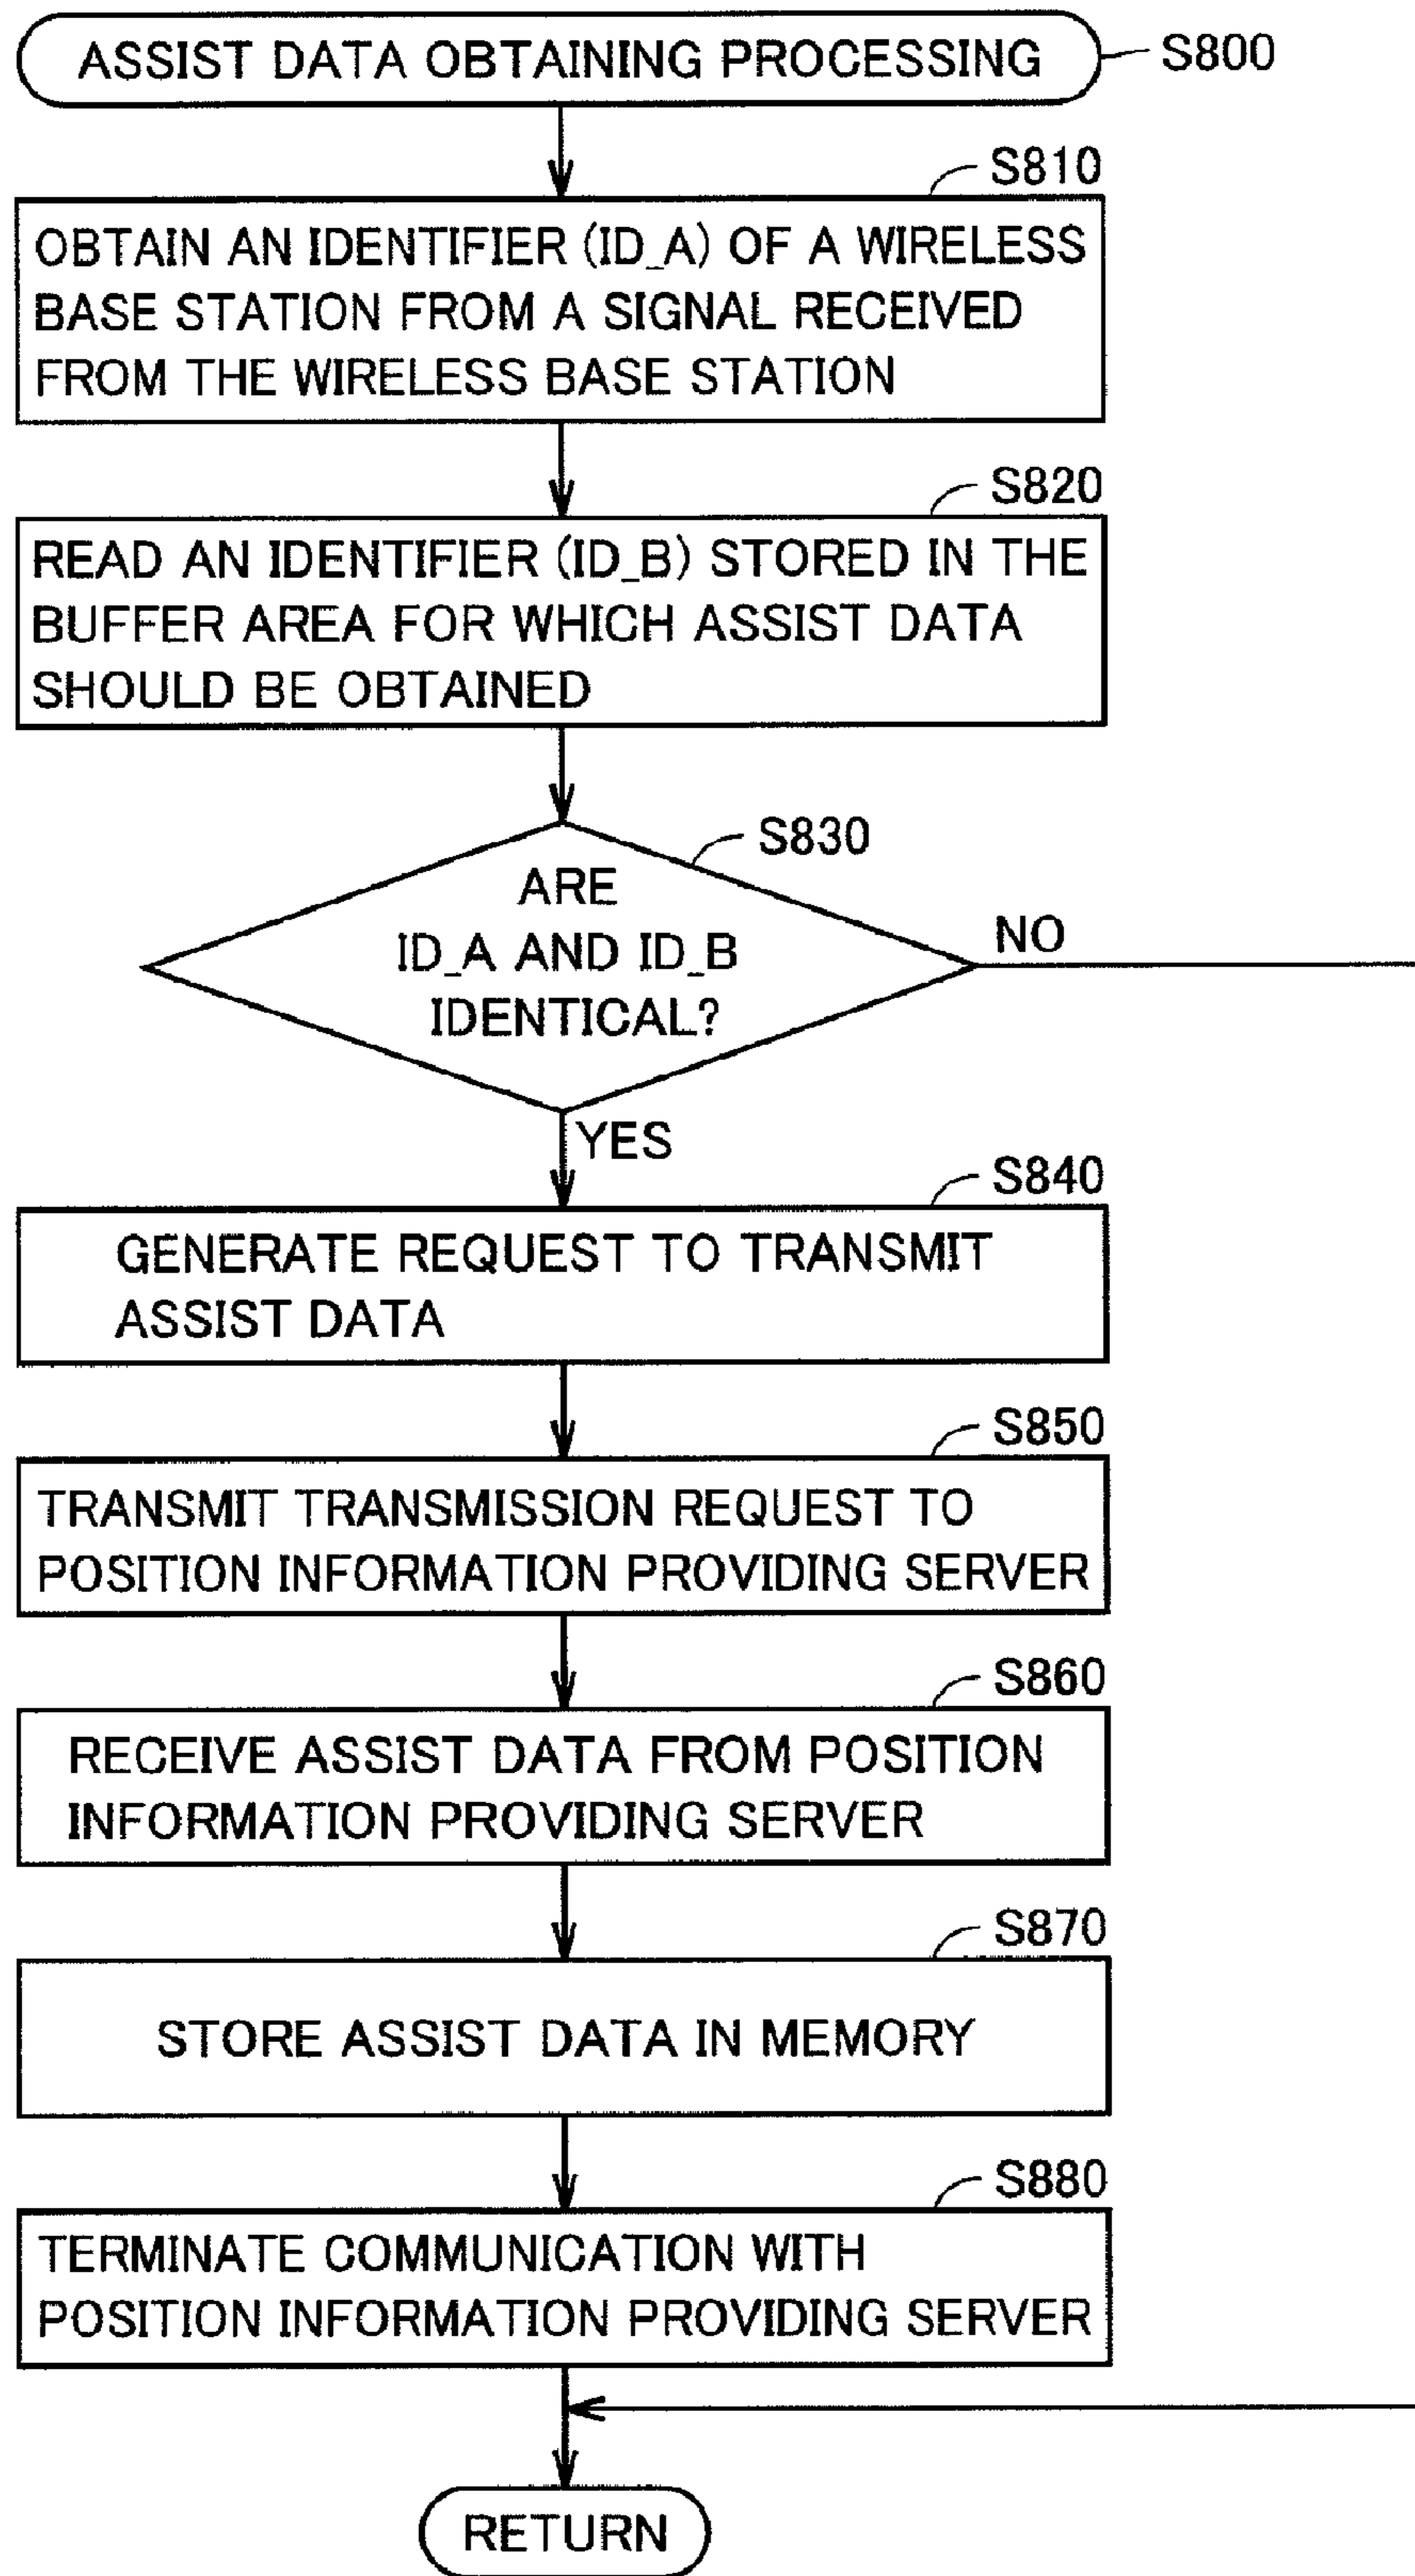 ASSIST DATA OBTAINING PROCESSING
S800
S810
OBTAIN AN IDENTIFIER (ID_A) OF A WIRELESS
BASE STATION FROM A SIGNAL RECEIVED
FROM THE WIRELESS BASE STATION
S820
READ AN IDENTIFIER (ID_B) STORED IN THE
BUFFER AREA FOR WHICH ASSIST DATA
SHOULD BE OBTAINED
S830
ARE
ID_A AND ID_B
IDENTICAL?
NO
YES
S840
GENERATE REQUEST TO TRANSMIT
ASSIST DATA
S850
TRANSMIT TRANSMISSION REQUEST TO
POSITION INFORMATION PROVIDING SERVER
S860
RECEIVE ASSIST DATA FROM POSITION
INFORMATION PROVIDING SERVER
S870
STORE ASSIST DATA IN MEMORY
S880
TERMINATE COMMUNICATION WITH
POSITION INFORMATION PROVIDING SERVER
RETURN